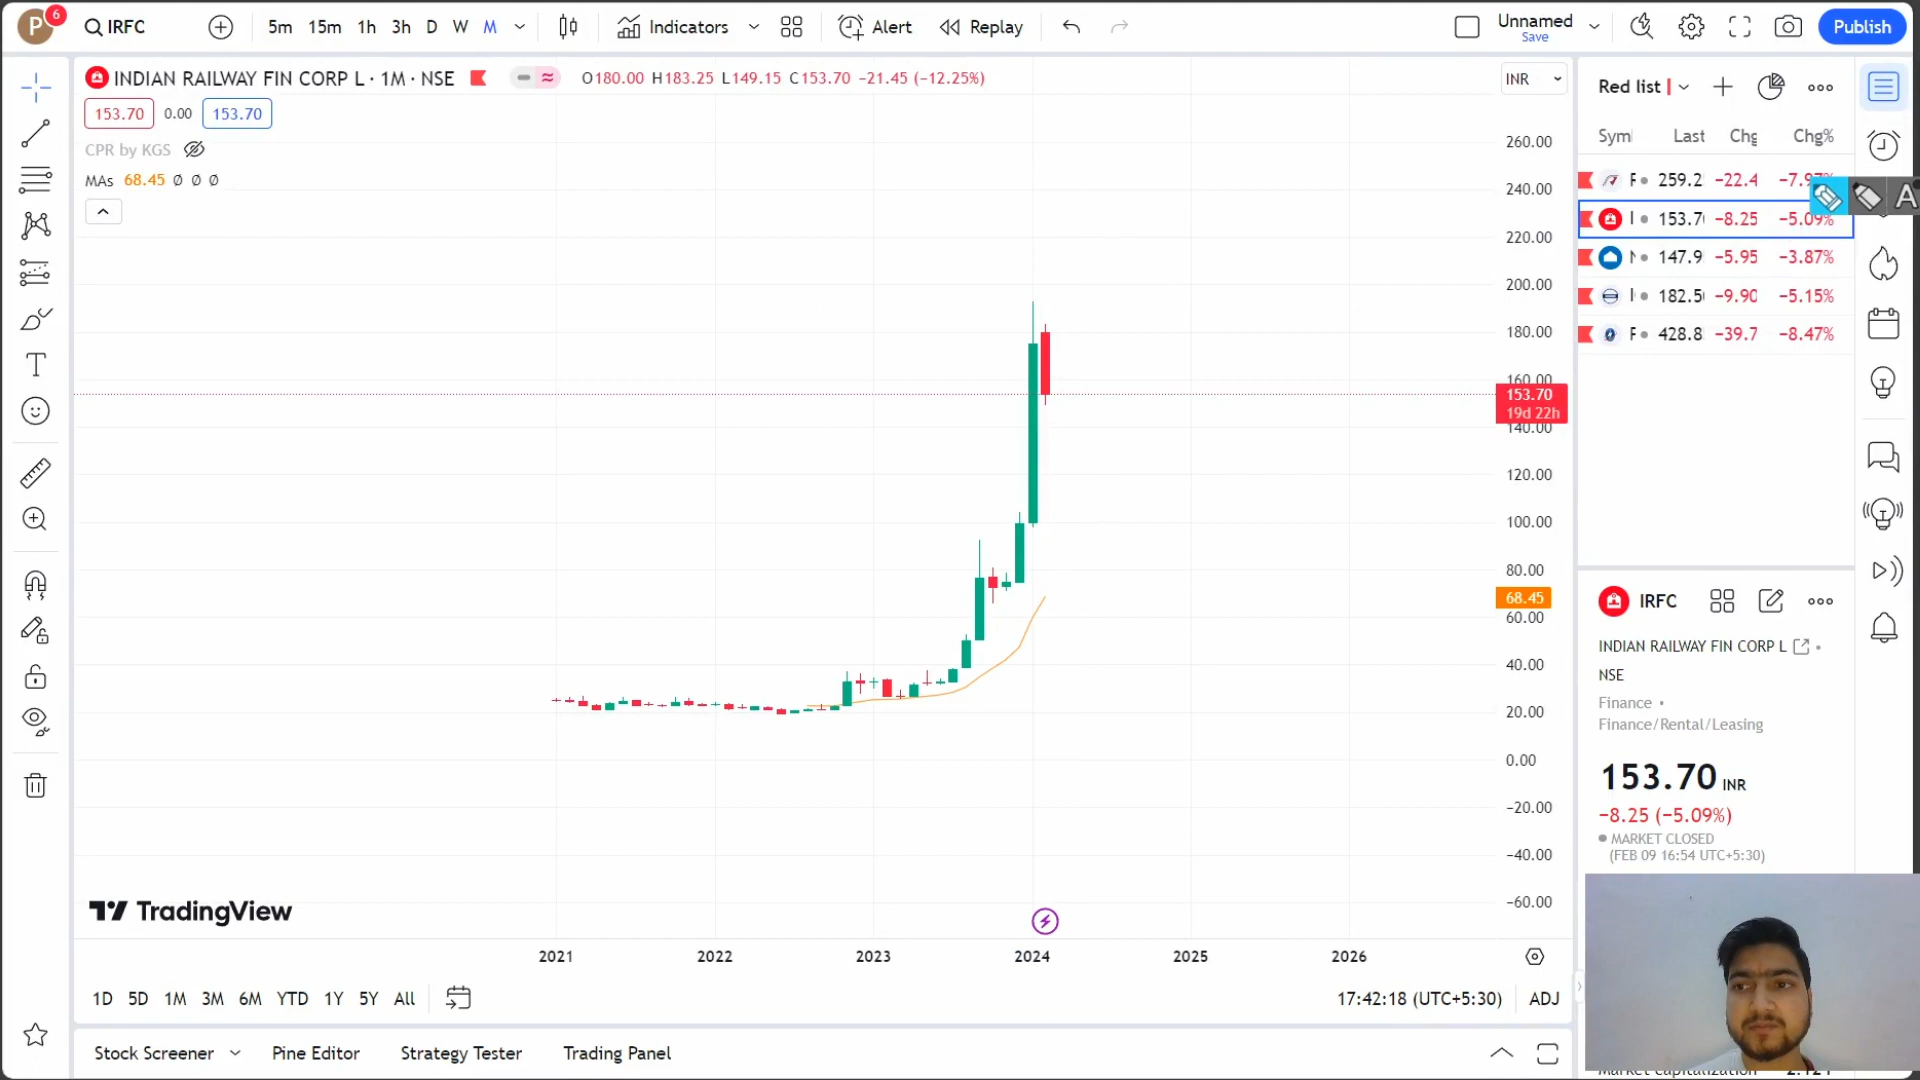 P 6 IRFC 5m 15m 1h 3h D W M Indicators Alert Replay Unnamed Save Publish
INDIAN RAILWAY FIN CORP L · 1M · NSE O180.00 H183.25 L149.15 C153.70 −21.45 (−12.25%)
153.70 0.00 153.70
CPR by KGS
MAs 68.45 Ø Ø Ø
INR
260.00
240.00
220.00
200.00
180.00
160.00
153.70
19d 22h
140.00
120.00
100.00
80.00
68.45
60.00
40.00
20.00
0.00
−20.00
−40.00
−60.00
TradingView
2021 2022 2023 2024 2025 2026
1D 5D 1M 3M 6M YTD 1Y 5Y All 17:42:18 (UTC+5:30) ADJ
Stock Screener Pine Editor Strategy Tester Trading Panel
Red list
Last Chg%
259.2 −22.4
A
153.7 −8.25 −5.09%
147.9 −5.95 −3.87%
182.5 −9.90 −5.15%
428.8 −39.7 −8.47%
IRFC
INDIAN RAILWAY FIN CORP L
NSE
Finance •
Finance/Rental/Leasing
153.70 INR
−8.25 (−5.09%)
MARKET CLOSED
(FEB 09 16:54 UTC+5:30)